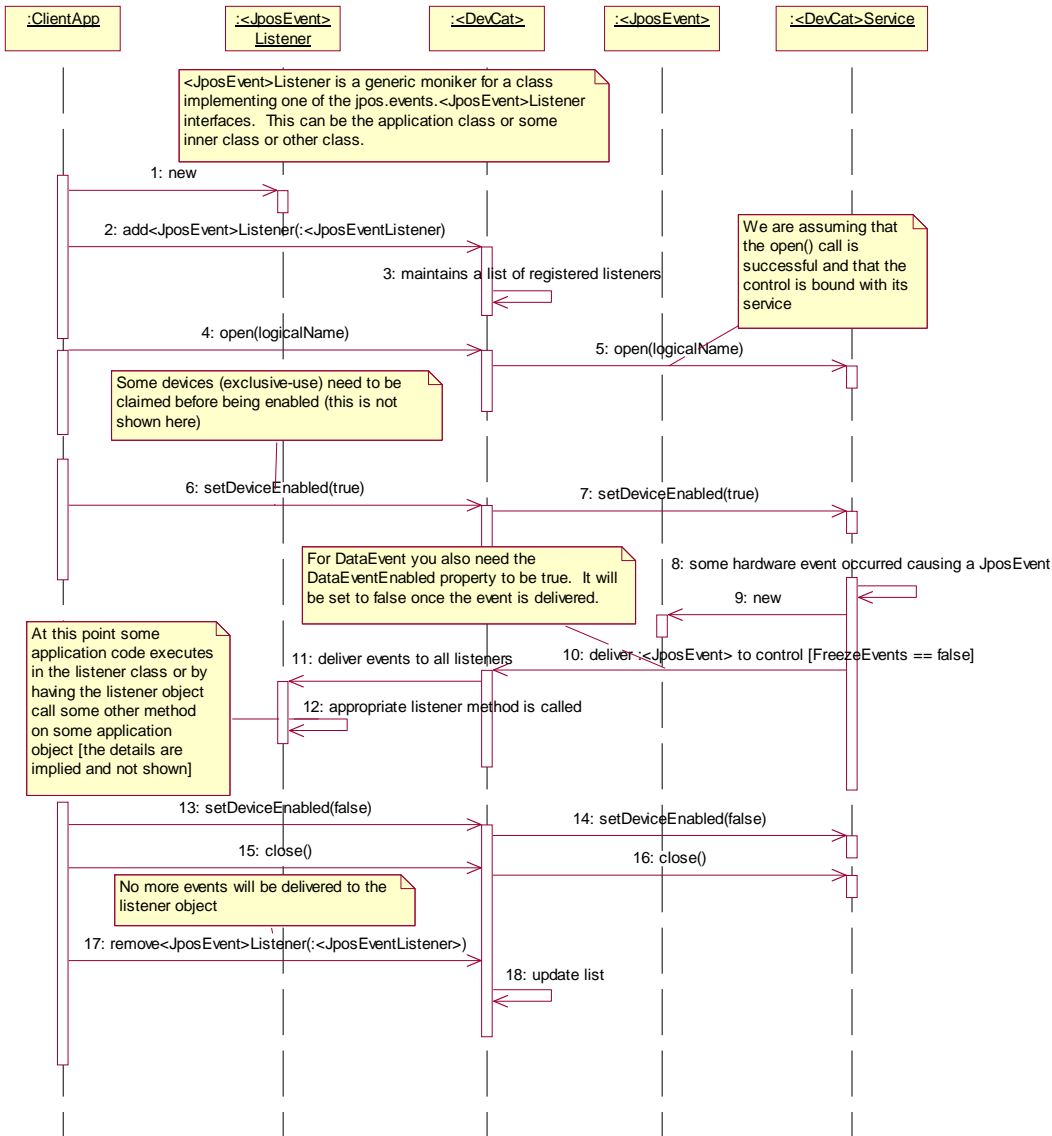 :ClientApp
:<JposEvent>
Listener
:<DevCat>
:<JposEvent>
:<DevCat>Service
<JposEvent>Listener is a generic moniker for a class
implementing one of the jpos.events.<JposEvent>Listener
interfaces.  This can be the application class or some
inner class or other class.
1: new
2: add<JposEvent>Listener(:<JposEventListener)
3: maintains a list of registered listeners
We are assuming that
the open() call is
successful and that the
control is bound with its
service
4: open(logicalName)
5: open(logicalName)
Some devices (exclusive-use) need to be
claimed before being enabled (this is not
shown here)
6: setDeviceEnabled(true)
7: setDeviceEnabled(true)
For DataEvent you also need the
DataEventEnabled property to be true.  It will
be set to false once the event is delivered.
8: some hardware event occurred causing a JposEvent
9: new
At this point some
application code executes
in the listener class or by
having the listener object
call some other method
on some application
object [the details are
implied and not shown]
10: deliver :<JposEvent> to control [FreezeEvents == false]
11: deliver events to all listeners
12: appropriate listener method is called
13: setDeviceEnabled(false)
14: setDeviceEnabled(false)
15: close()
16: close()
No more events will be delivered to the
listener object
17: remove<JposEvent>Listener(:<JposEventListener>)
18: update list